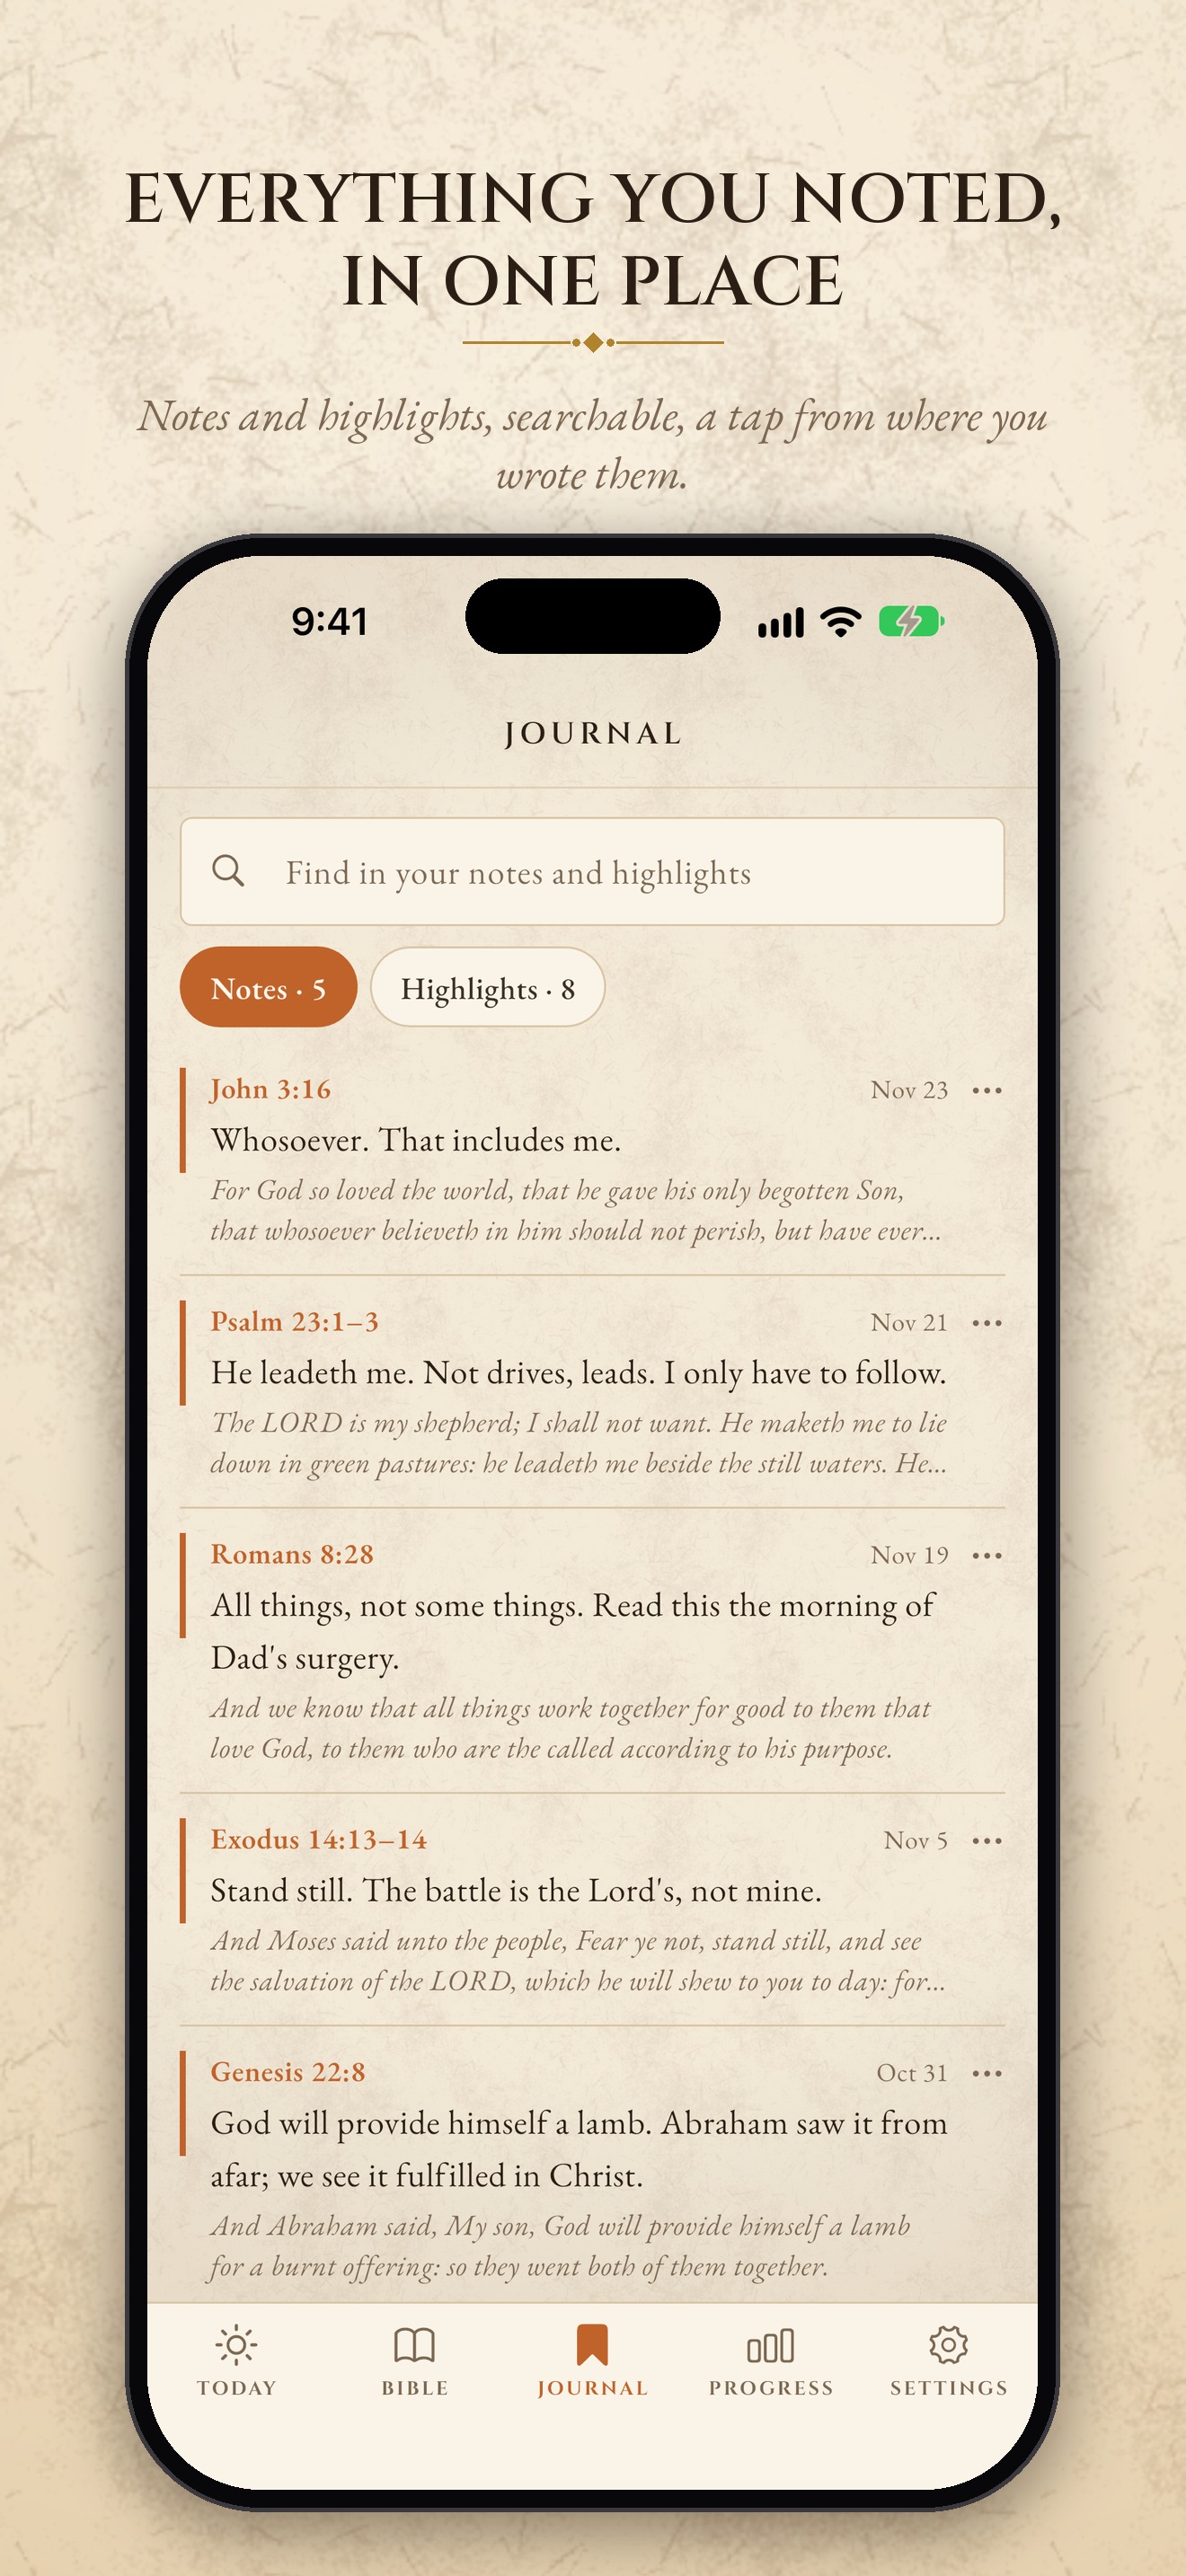 EVERYTHING YOU NOTED,
IN ONE PLACE
Notes and highlights, searchable, a tap from where you
wrote them.
9:41
JOURNAL
Find in your notes and highlights
Notes · 5
Highlights · 8
John 3:16
Nov 23
Whosoever. That includes me.
For God so loved the world, that he gave his only begotten Son,
that whosoever believeth in him should not perish, but have ever...
Psalm 23:1–3
Nov 21
He leadeth me. Not drives, leads. I only have to follow.
The LORD is my shepherd; I shall not want. He maketh me to lie
down in green pastures: he leadeth me beside the still waters. He...
Romans 8:28
Nov 19
All things, not some things. Read this the morning of
Dad's surgery.
And we know that all things work together for good to them that
love God, to them who are the called according to his purpose.
Exodus 14:13–14
Nov 5
Stand still. The battle is the Lord's, not mine.
And Moses said unto the people, Fear ye not, stand still, and see
the salvation of the LORD, which he will shew to you to day: for...
Genesis 22:8
Oct 31
God will provide himself a lamb. Abraham saw it from
afar; we see it fulfilled in Christ.
And Abraham said, My son, God will provide himself a lamb
for a burnt offering: so they went both of them together.
TODAY
BIBLE
JOURNAL
PROGRESS
SETTINGS